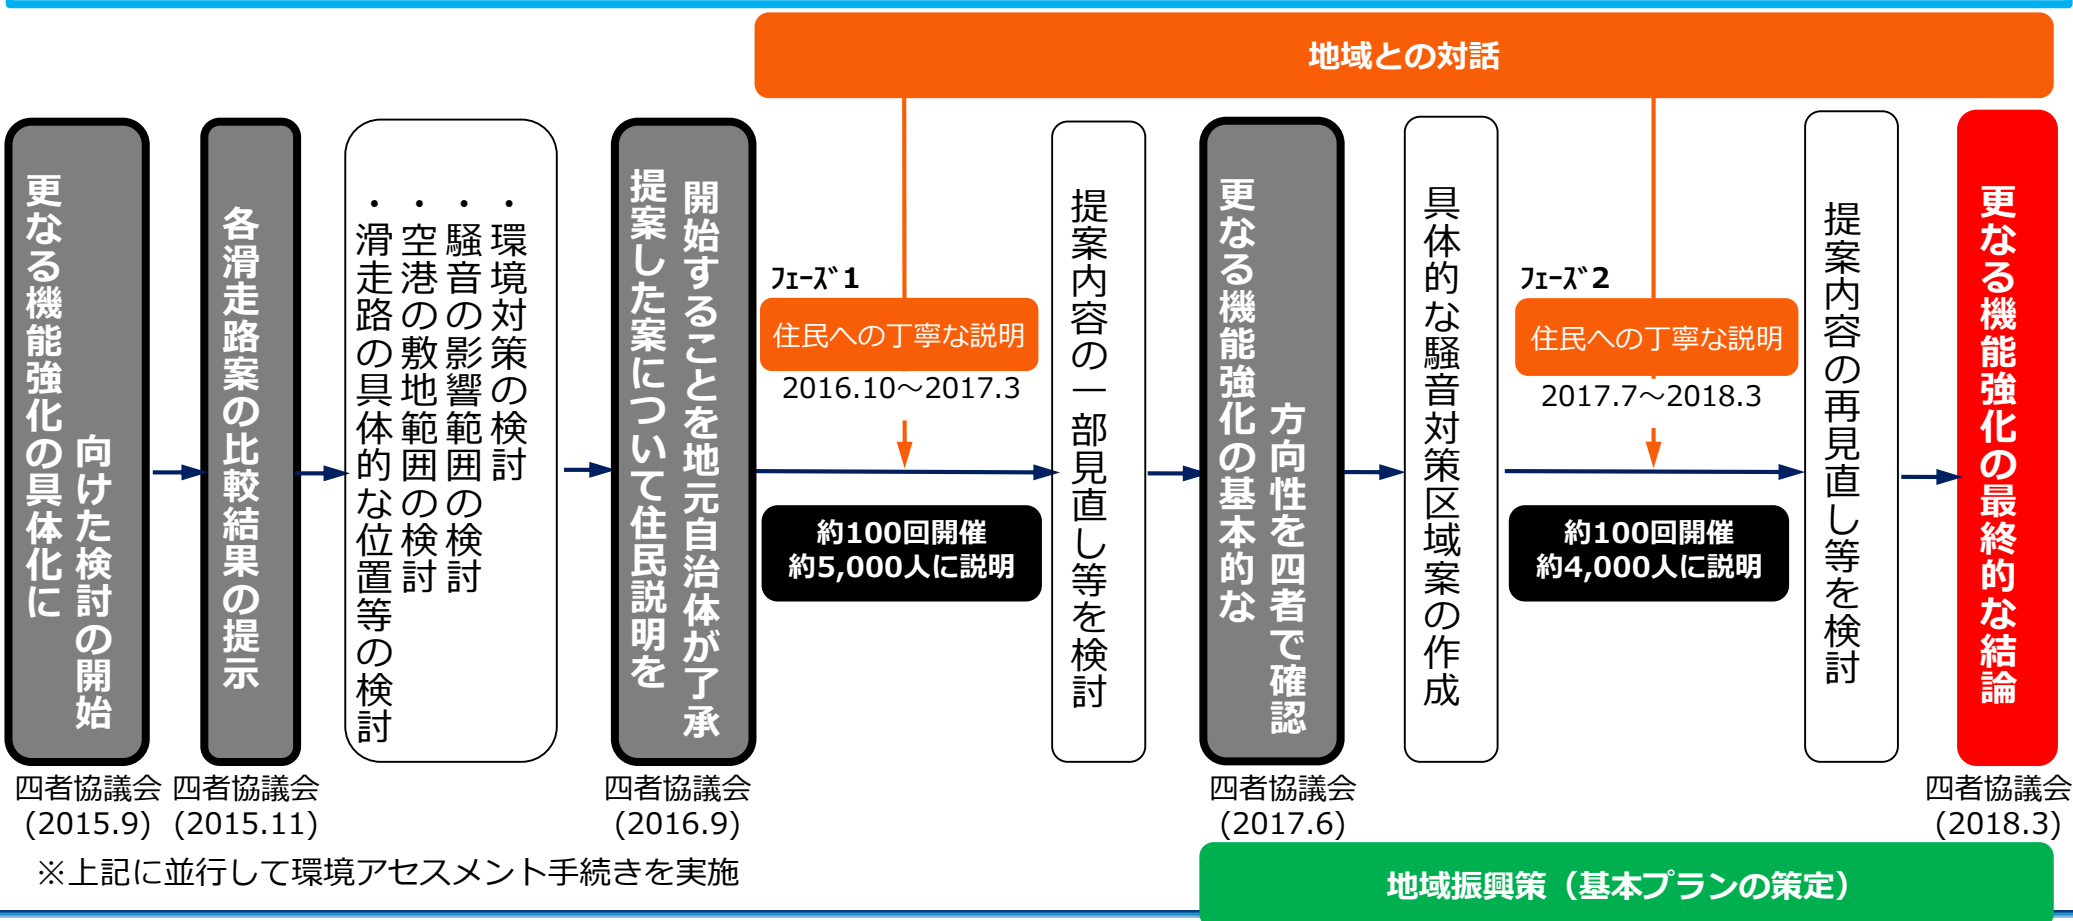 地域との対話
更なる機能強化の具体化に
向けた検討の開始
各滑走路案の比較結果の提示
・滑走路の具体的な位置等の検討
・空港の敷地範囲の検討
・騒音の影響範囲の検討
・環境対策の検討
提案した案について住民説明を
開始することを地元自治体が了承
フェーズ1
住民への丁寧な説明
2016.10～2017.3
約100回開催
約5,000人に説明
提案内容の一部見直し等を検討
更なる機能強化の基本的な
方向性を四者で確認
具体的な騒音対策区域案の作成
フェーズ2
住民への丁寧な説明
2017.7～2018.3
約100回開催
約4,000人に説明
提案内容の再見直し等を検討
更なる機能強化の最終的な結論
四者協議会
(2015.9)
四者協議会
(2015.11)
四者協議会
(2016.9)
四者協議会
(2017.6)
四者協議会
(2018.3)
※上記に並行して環境アセスメント手続きを実施
地域振興策（基本プランの策定）